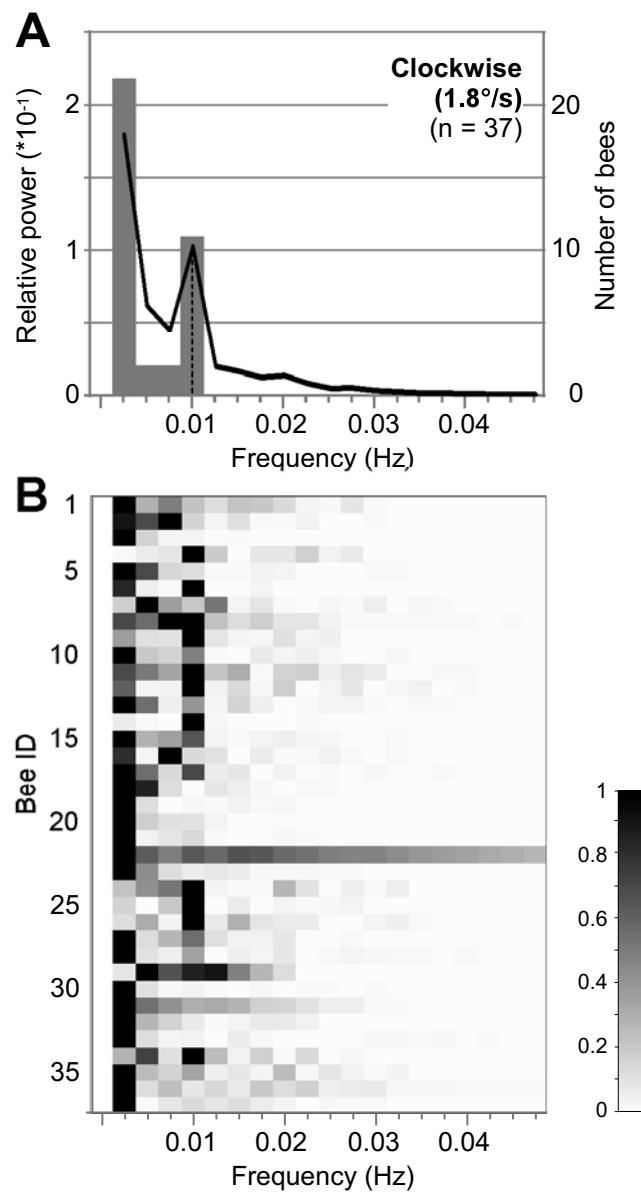 A
Clockwise
(1.8°/s)
(n = 37)
Relative power (*10⁻¹)
2
1
0
Number of bees
20
10
0
0.01 0.02 0.03 0.04
Frequency (Hz)
B
Bee ID
1
5
10
15
20
25
30
35
1
0.8
0.6
0.4
0.2
0
0.01 0.02 0.03 0.04
Frequency (Hz)